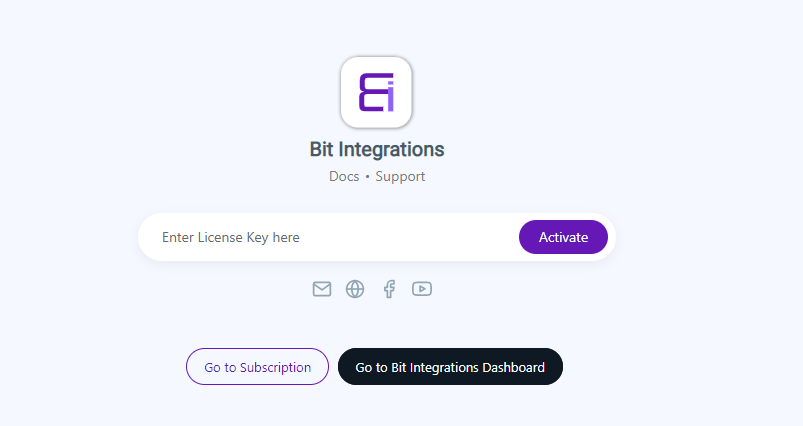 Bit Integrations
Docs • Support
Enter License Key here Activate
Go to Subscription Go to Bit Integrations Dashboard